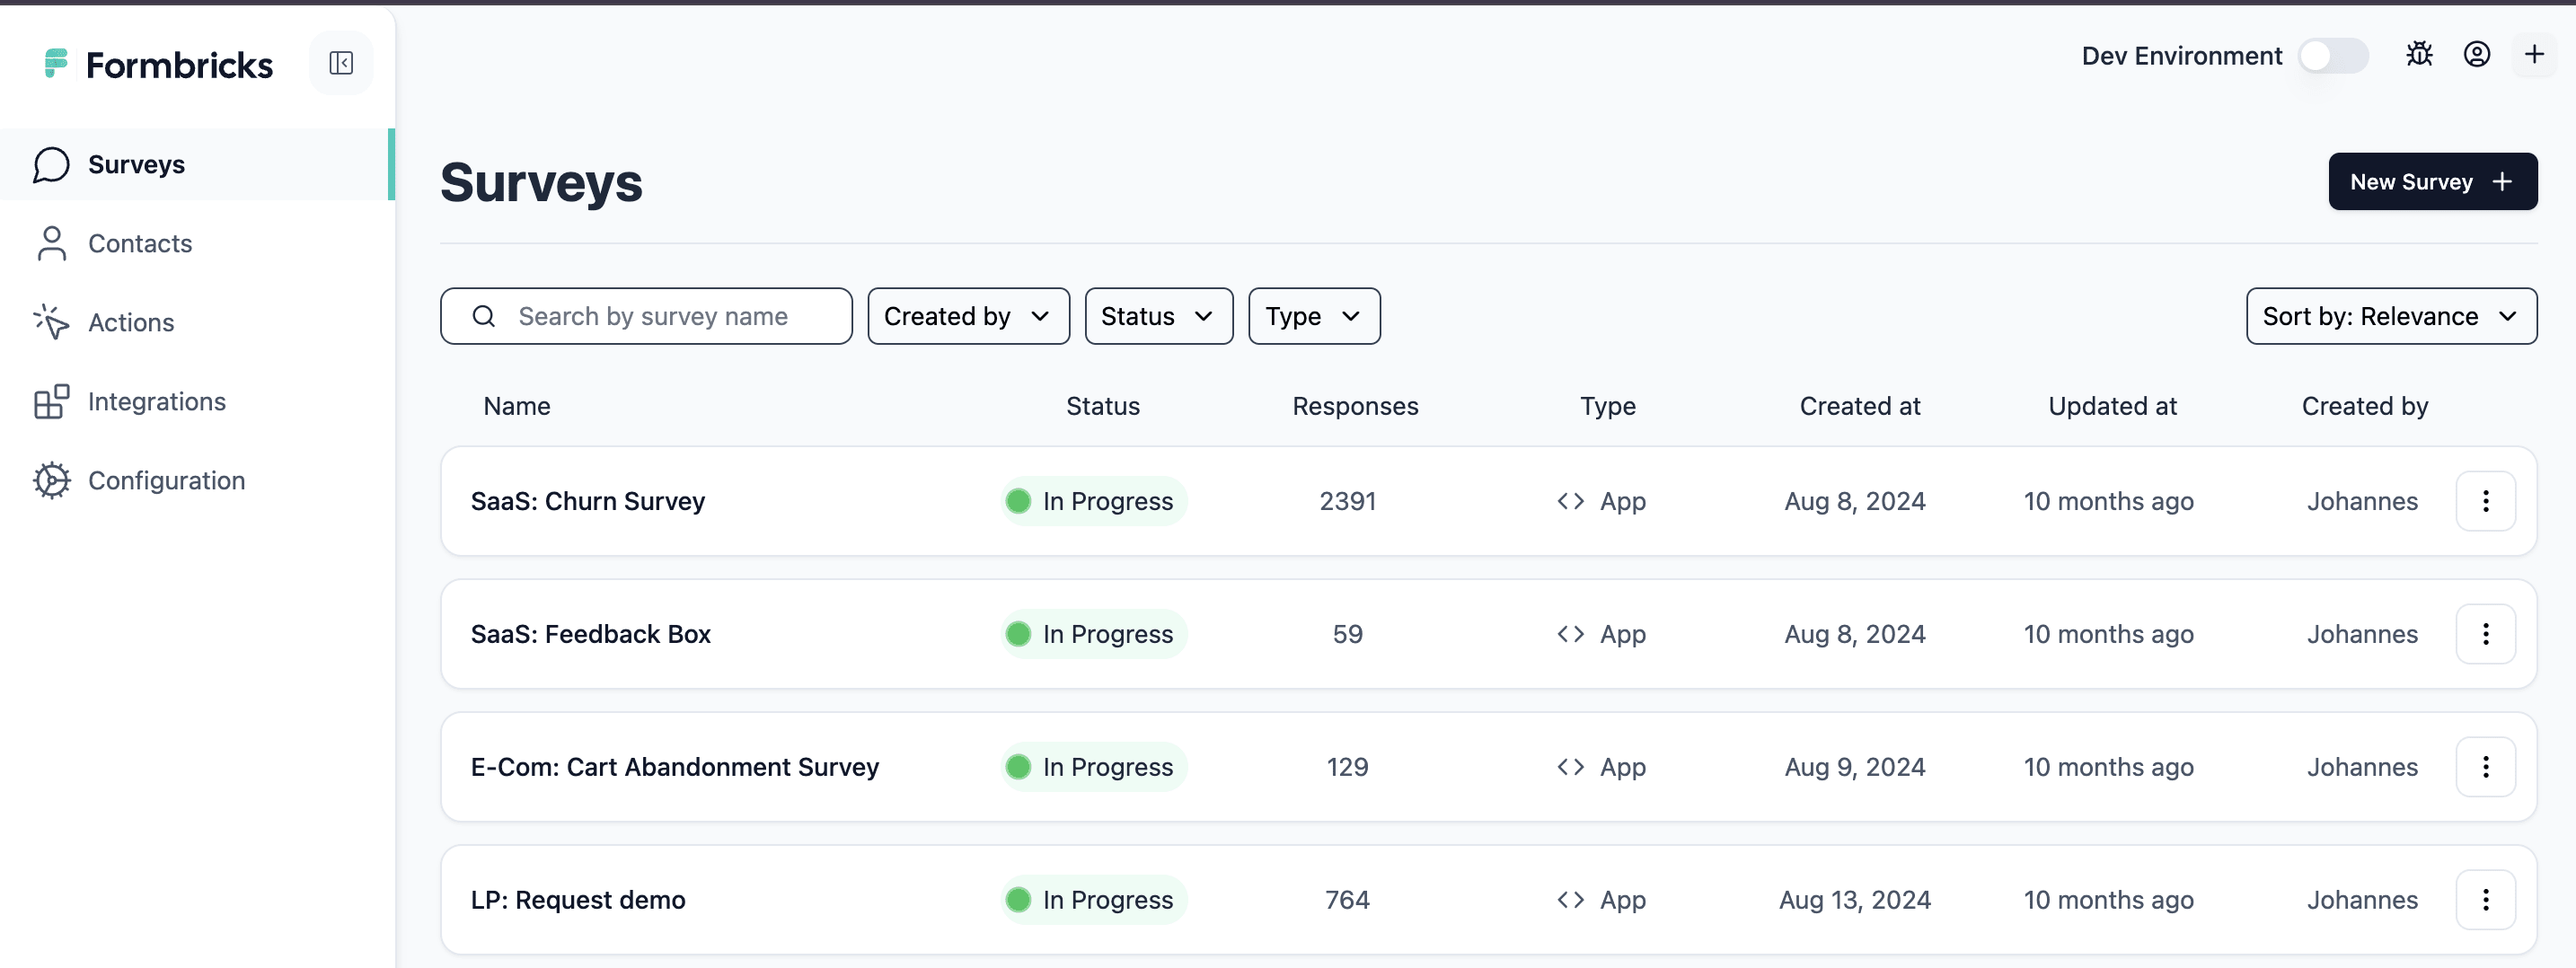 Formbricks
Dev Environment
Surveys
Contacts
Actions
Integrations
Configuration
Surveys
New Survey +
Search by survey name
Created by
Status
Type
Sort by: Relevance
Name Status Responses Type Created at Updated at Created by
SaaS: Churn Survey In Progress 2391 <> App Aug 8, 2024 10 months ago Johannes
SaaS: Feedback Box In Progress 59 <> App Aug 8, 2024 10 months ago Johannes
E-Com: Cart Abandonment Survey In Progress 129 <> App Aug 9, 2024 10 months ago Johannes
LP: Request demo In Progress 764 <> App Aug 13, 2024 10 months ago Johannes